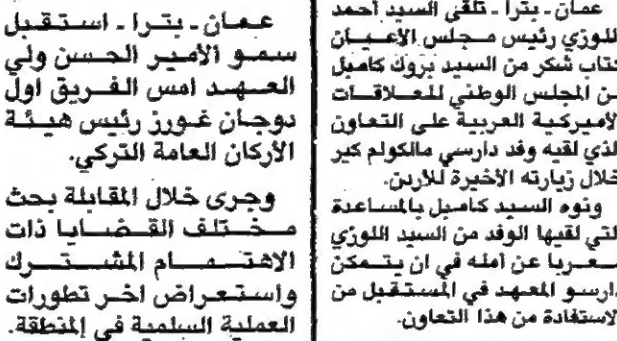 عمان ـ بترا ـ تلقى السيد أحمد
اللوزي رئيس مجلس الأعيان
كتاب شكر من السيد بروك كامبل
من المجلس الوطني للعلاقات
الأميركية العربية على التعاون
الذي لقيه وفد دارسي مالكولم كير
خلال زيارته الأخيرة للأردن.
ونوه السيد كامبل بالمساعدة
التي لقيها الوفد من السيد اللوزي
معربا عن امله في ان يتمكن
دارسو المعهد في المستقبل من
الاستفادة من هذا التعاون.
عمان ـ بترا ـ استقبل
سمو الأمير الحسن ولي
العهد امس الفريق اول
دوجان غورز رئيس هيئة
الأركان العامة التركي.
وجرى خلال المقابلة بحث
مختلف القضايا ذات
الاهتمام المشترك
واستعراض اخر تطورات
العملية السلمية في المنطقة.